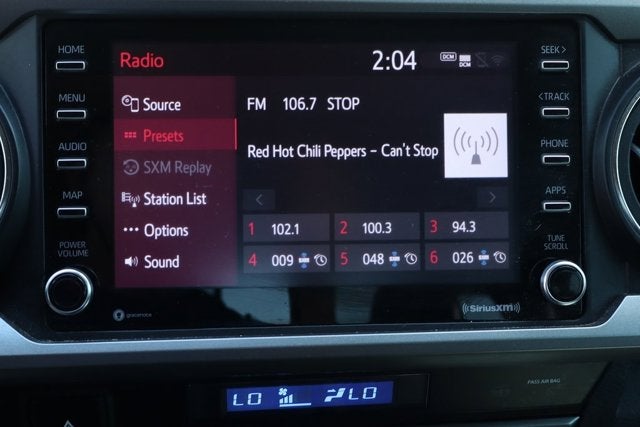 HOME
MENU
AUDIO
MAP
POWER
VOLUME
Radio
2:04
DCM
Source
Presets
SXM Replay
Station List
Options
Sound
FM 106.7 STOP
Red Hot Chili Peppers – Can't Stop
<
>
1 102.1
2 100.3
3 94.3
4 009
5 048
6 026
SEEK >
< TRACK
PHONE
APPS
TUNE
SCROLL
gracenote
SiriusXM
PASS AIR BAG
LO
LO